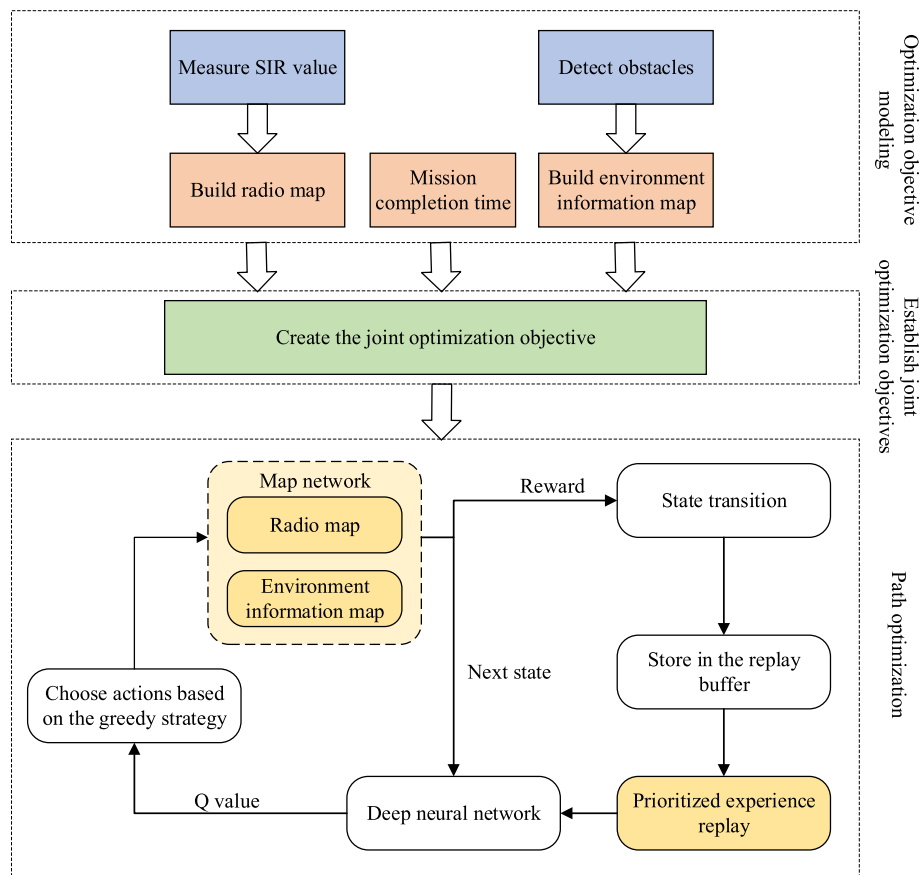 Measure SIR value
Detect obstacles
Build radio map
Mission
completion time
Build environment
information map
Optimization objective
modeling
Create the joint optimization objective
Establish joint
optimization objectives
Map network
Radio map
Environment
information map
Reward
State transition
Next state
Store in the replay
buffer
Choose actions based
on the greedy strategy
Q value
Deep neural network
Prioritized experience
replay
Path optimization